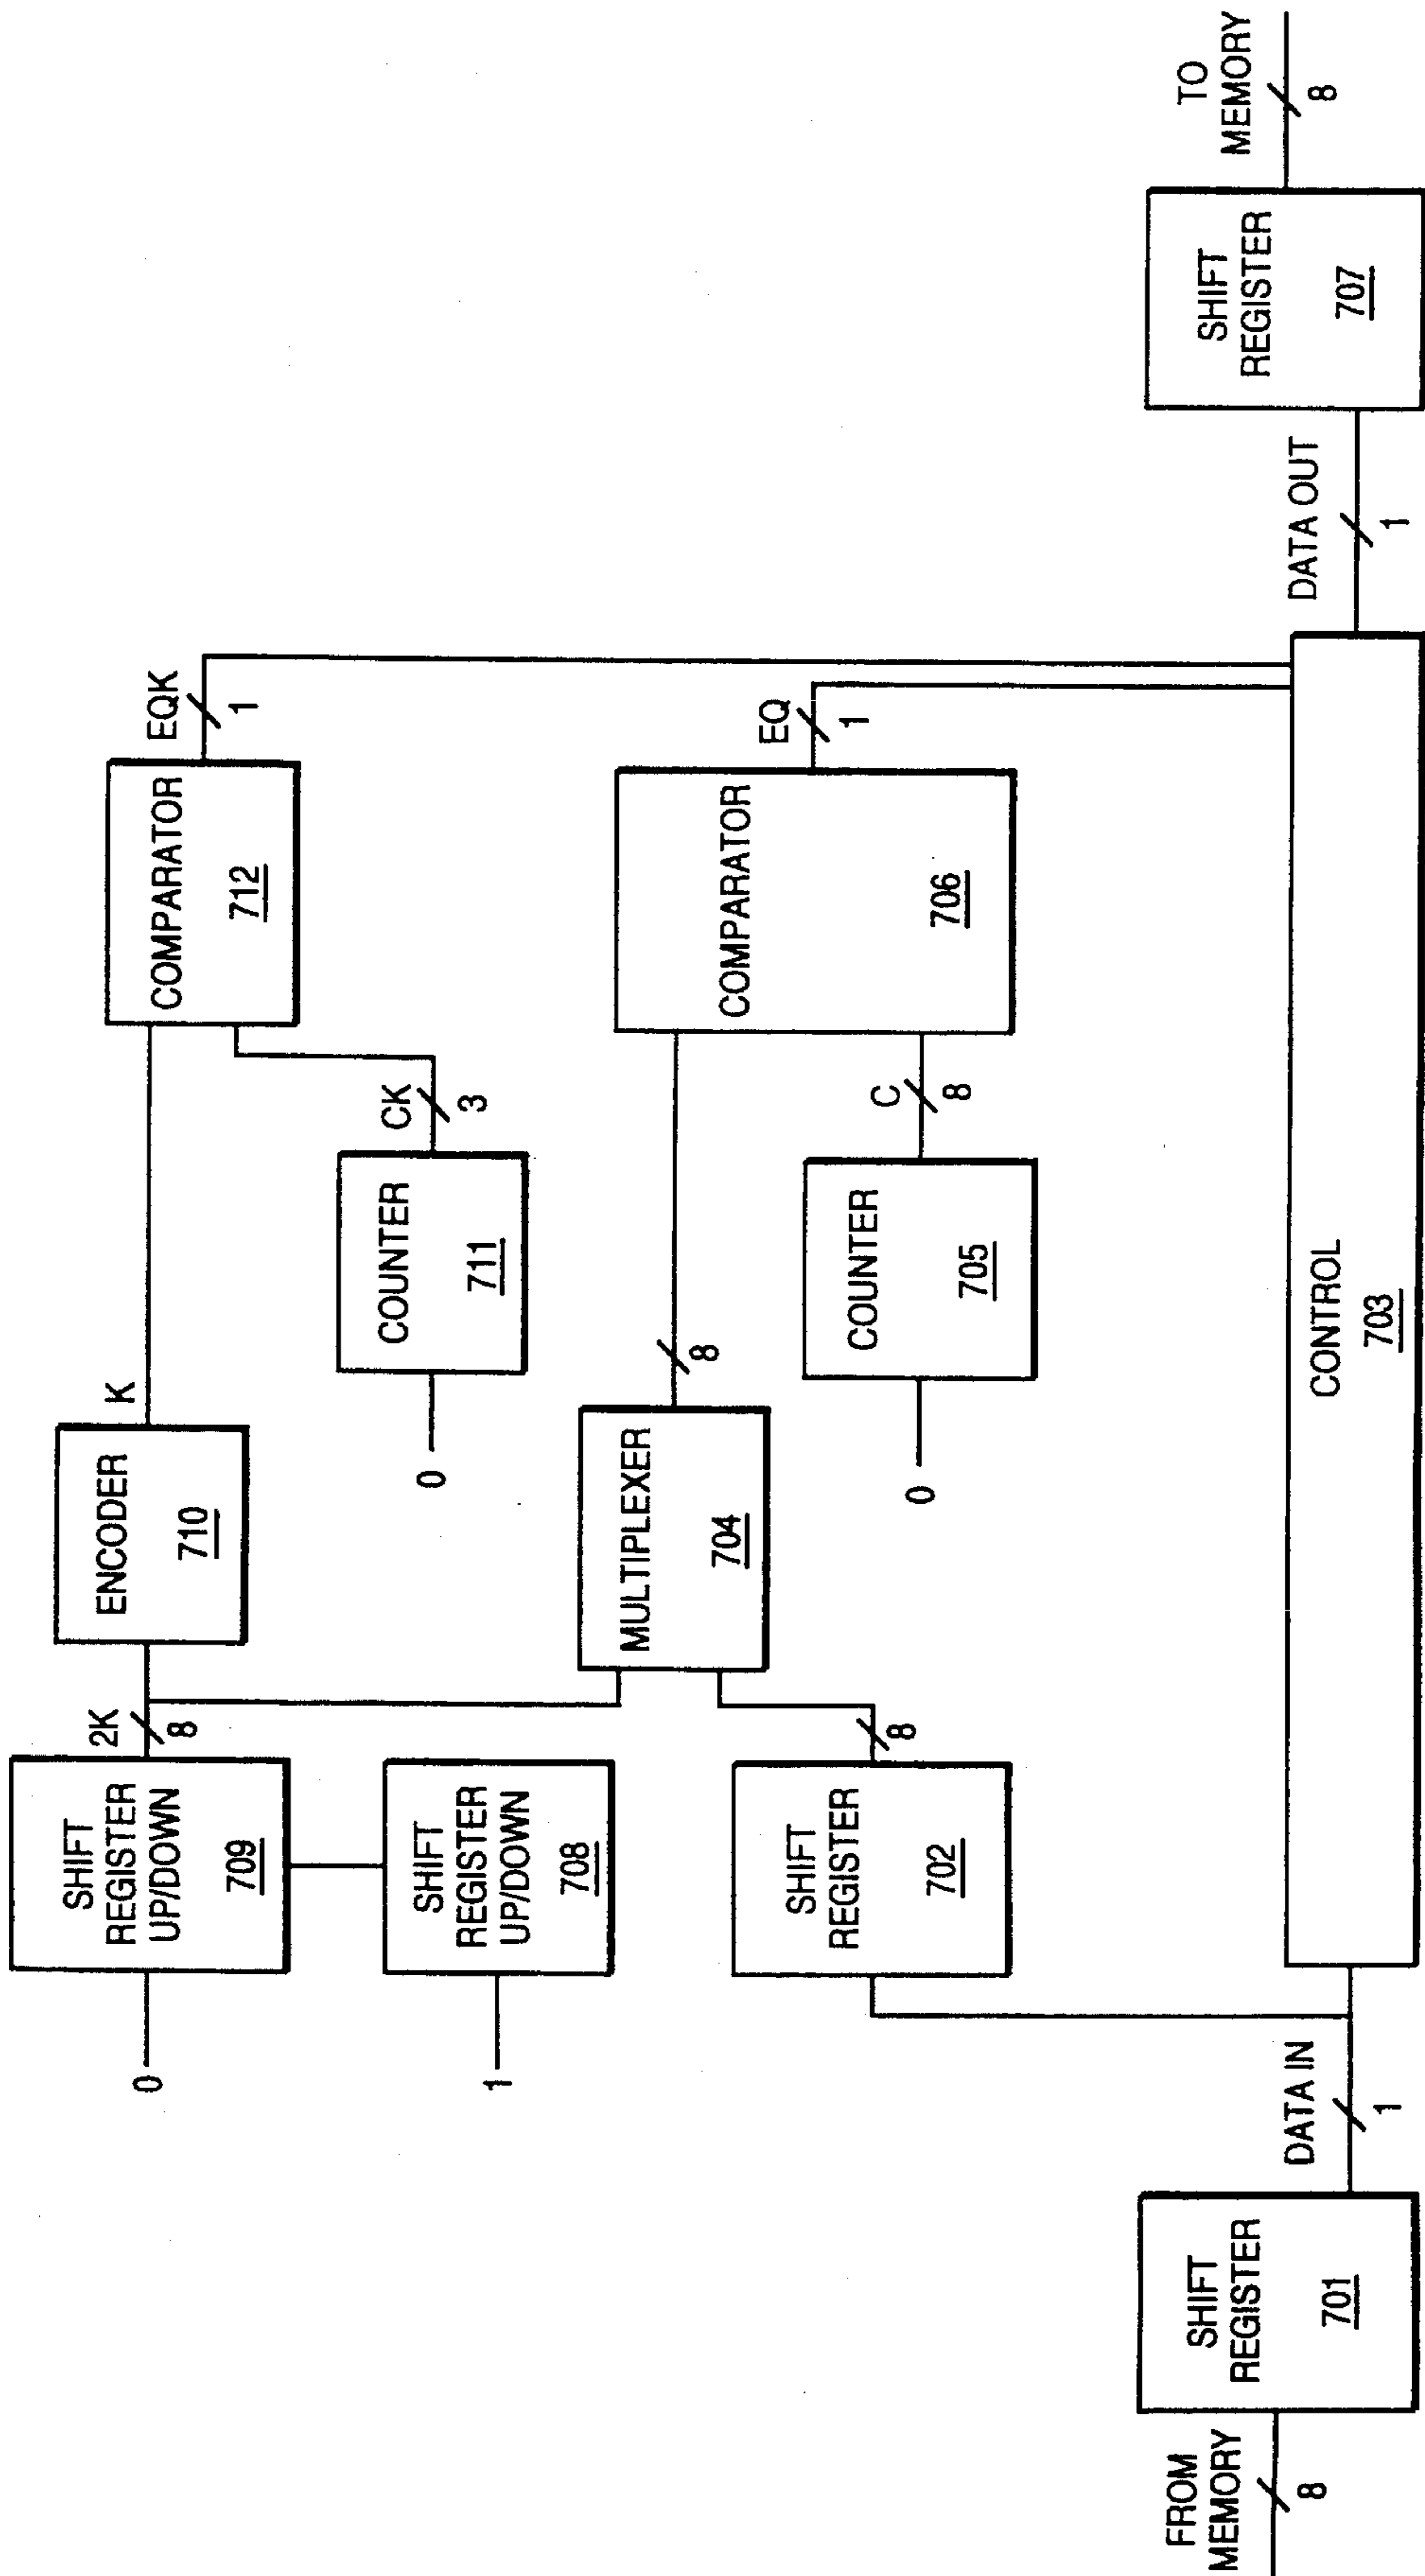 0
SHIFT
REGISTER
UP/DOWN
709
2K
8
ENCODER
710
K
COMPARATOR
712
EQK
1
1
SHIFT
REGISTER
UP/DOWN
708
0
COUNTER
711
CK
3
SHIFT
REGISTER
702
8
MULTIPLEXER
704
8
COMPARATOR
706
EQ
1
0
COUNTER
705
C
8
FROM
MEMORY
8
SHIFT
REGISTER
701
DATA IN
1
CONTROL
703
DATA OUT
1
SHIFT
REGISTER
707
TO
MEMORY
8